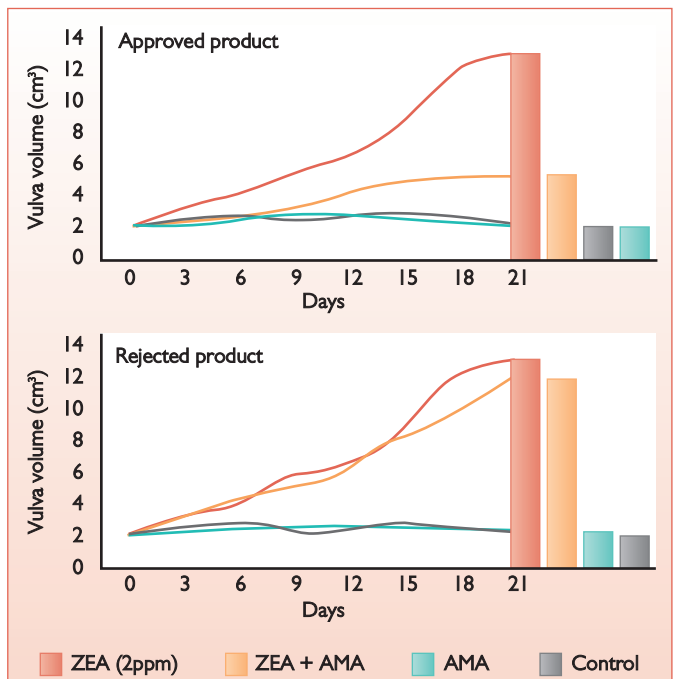 Approved product
Vulva volume (cm³)
14
12
10
8
6
4
2
0
0 3 6 9 12 15 18 21
Days
Rejected product
Vulva volume (cm³)
14
12
10
8
6
4
2
0
0 3 6 9 12 15 18 21
Days
ZEA (2ppm) ZEA + AMA AMA Control